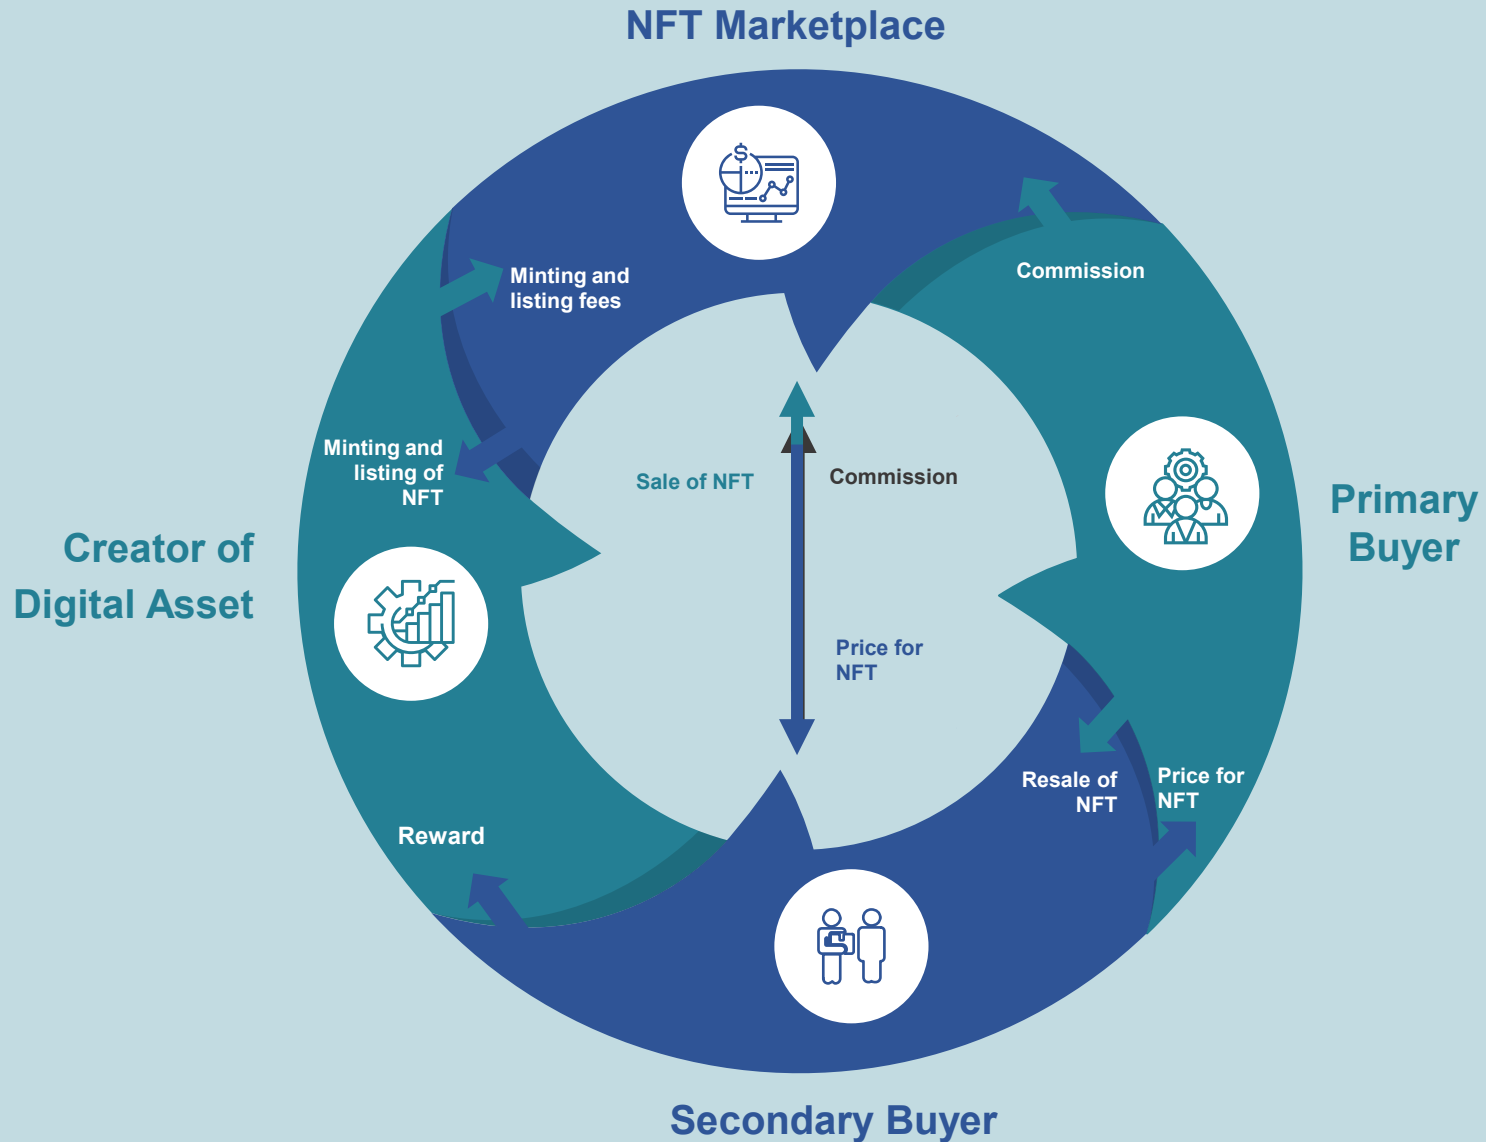 NFT Marketplace
Minting and
listing fees
Commission
Minting and
listing of
NFT
Sale of NFT
Commission
Creator of
Digital Asset
Primary
Buyer
Price for
NFT
Resale of
NFT
Price for
NFT
Reward
$
Secondary Buyer